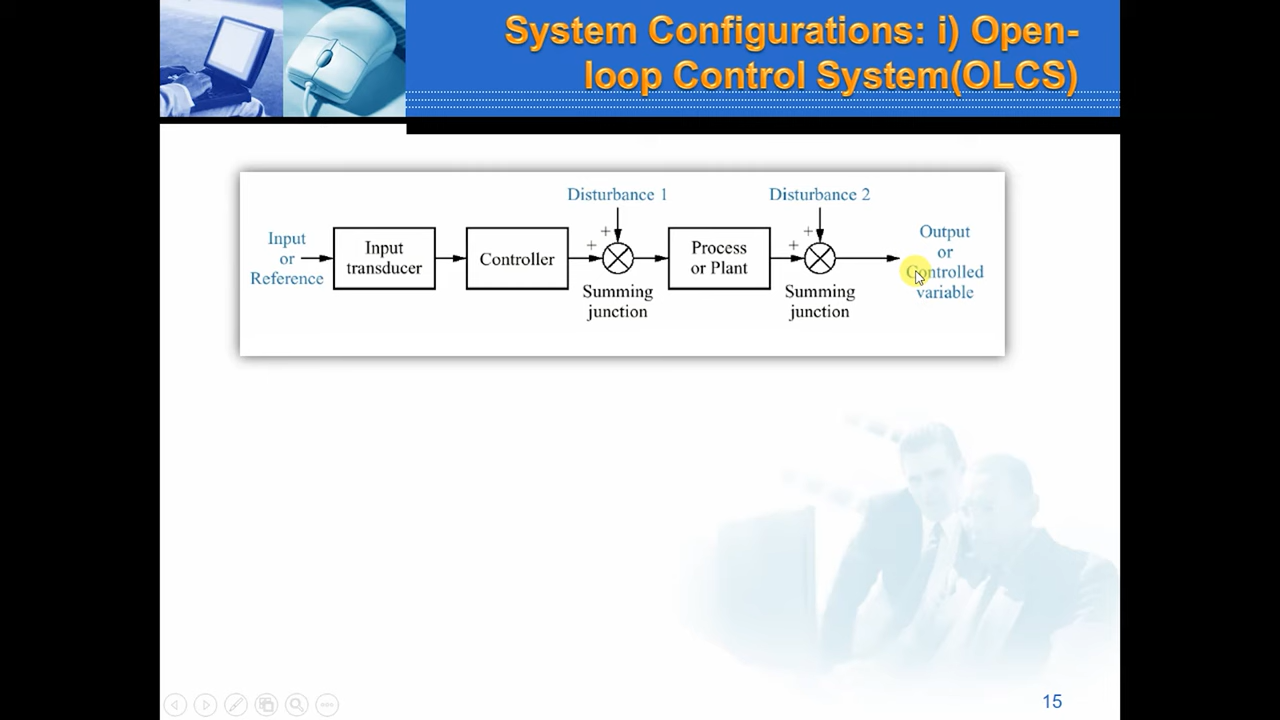 System Configurations: i) Open-
loop Control System(OLCS)
Disturbance 1
Disturbance 2
Input
or
Reference
Input
transducer
Controller
+
+
Summing
junction
Process
or Plant
+
+
Summing
junction
Output
or
Controlled
variable
15